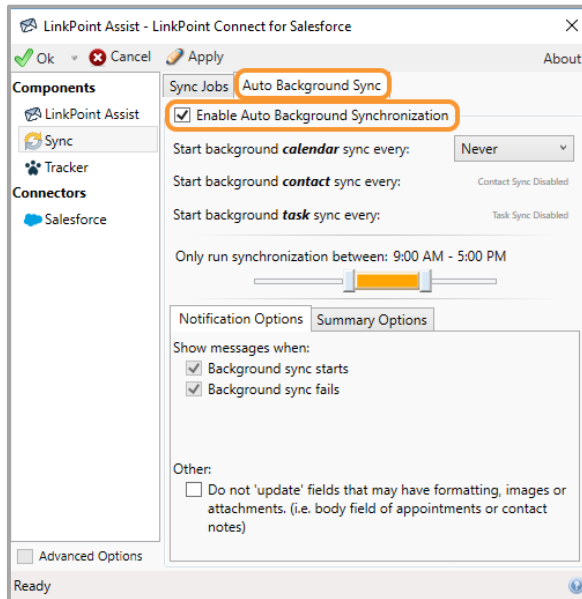 LinkPoint Assist - LinkPoint Connect for Salesforce
Ok
Cancel
Apply
About
Components
LinkPoint Assist
Sync
Tracker
Connectors
Salesforce
Advanced Options
Sync Jobs
Auto Background Sync
Enable Auto Background Synchronization
Start background calendar sync every:
Never
Start background contact sync every:
Contact Sync Disabled
Start background task sync every:
Task Sync Disabled
Only run synchronization between: 9:00 AM - 5:00 PM
Notification Options
Summary Options
Show messages when:
Background sync starts
Background sync fails
Other:
Do not 'update' fields that may have formatting, images or
attachments. (i.e. body field of appointments or contact
notes)
Ready